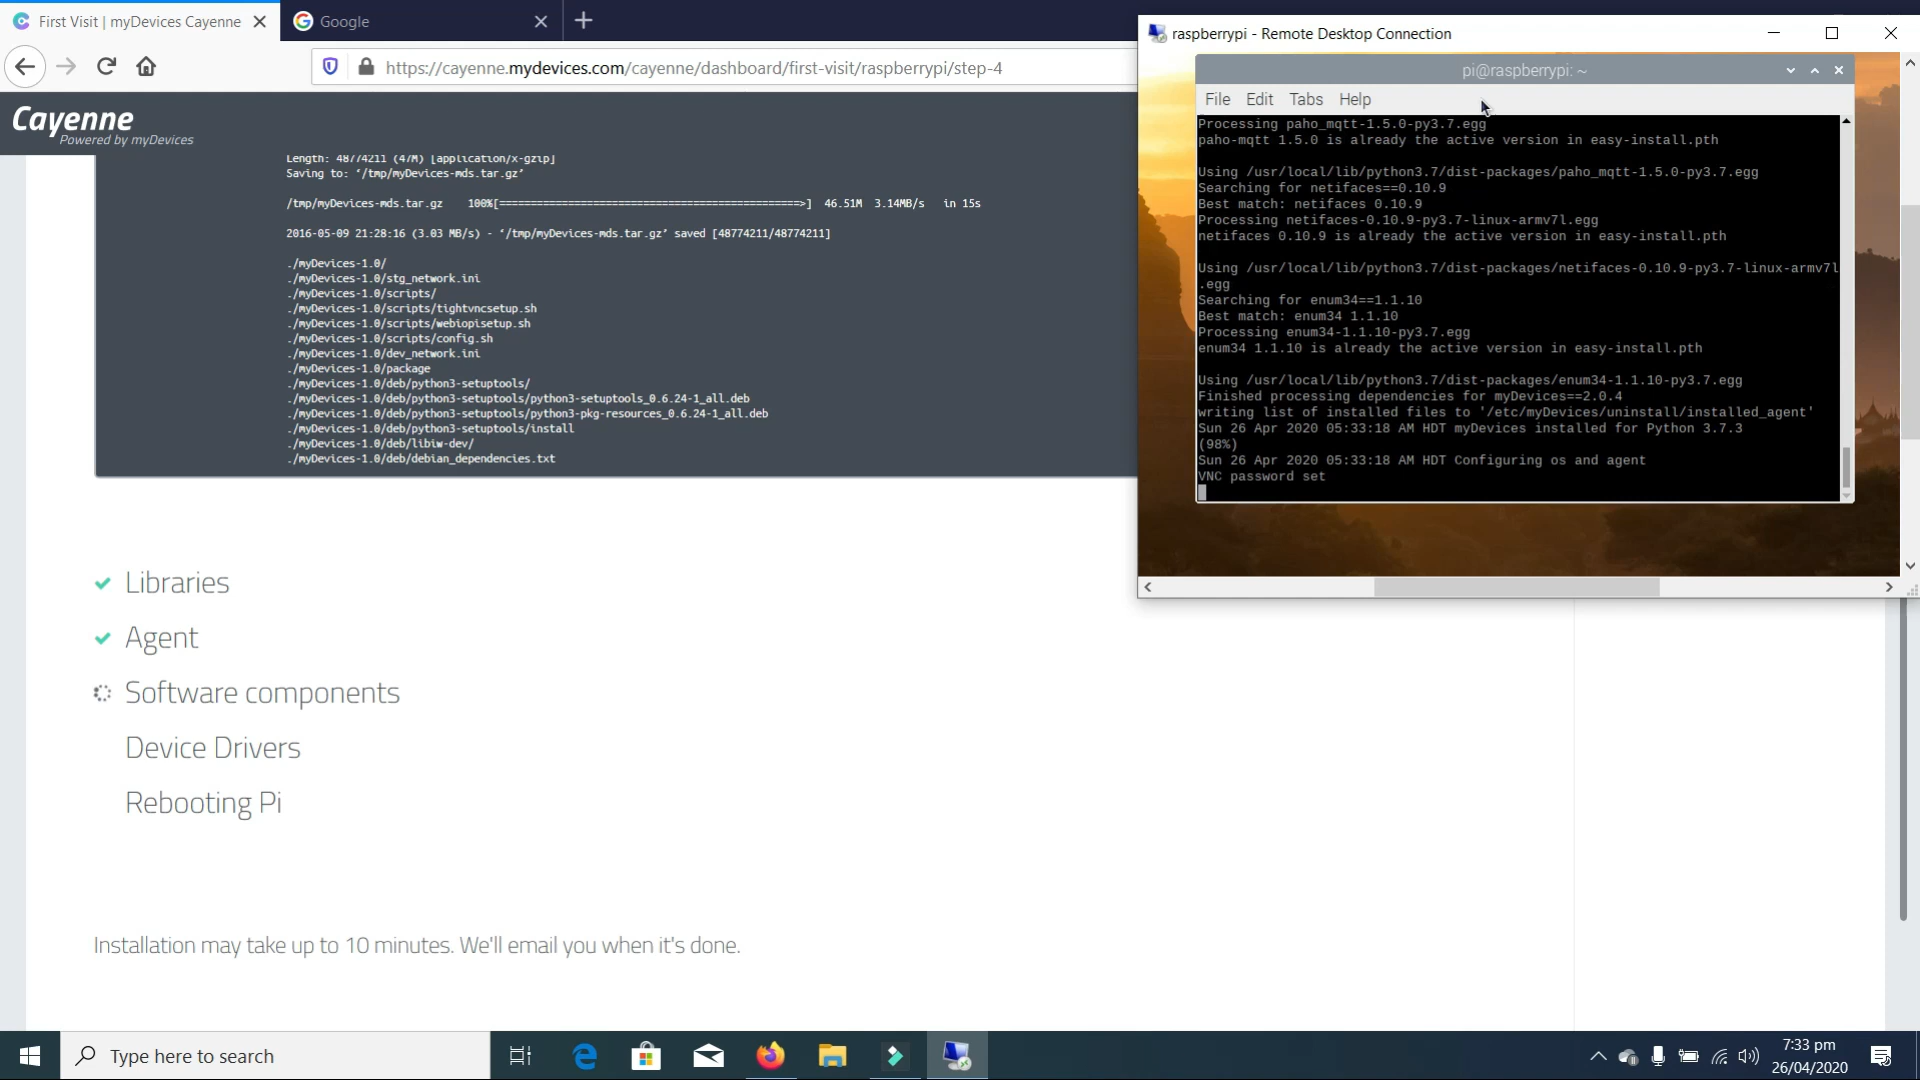 First Visit | myDevices Cayenne
Google
https://cayenne.mydevices.com/cayenne/dashboard/first-visit/raspberrypi/step-4
Cayenne
Powered by myDevices
Length: 48774211 (47M) [application/x-gzip]
Saving to: ‘/tmp/myDevices-mds.tar.gz’
/tmp/myDevices-mds.tar.gz 100%[================================================>] 46.51M 3.14MB/s in 15s
2016-05-09 21:28:16 (3.03 MB/s) - ‘/tmp/myDevices-mds.tar.gz’ saved [48774211/48774211]
./myDevices-1.0/
./myDevices-1.0/stg_network.ini
./myDevices-1.0/scripts/
./myDevices-1.0/scripts/tightvncsetup.sh
./myDevices-1.0/scripts/webiopisetup.sh
./myDevices-1.0/scripts/config.sh
./myDevices-1.0/dev_network.ini
./myDevices-1.0/package
./myDevices-1.0/deb/python3-setuptools/
./myDevices-1.0/deb/python3-setuptools/python3-setuptools_0.6.24-1_all.deb
./myDevices-1.0/deb/python3-setuptools/python3-pkg-resources_0.6.24-1_all.deb
./myDevices-1.0/deb/python3-setuptools/install
./myDevices-1.0/deb/libiw-dev/
./myDevices-1.0/deb/debian_dependencies.txt
Libraries
Agent
Software components
Device Drivers
Rebooting Pi
Installation may take up to 10 minutes. We'll email you when it's done.
raspberrypi - Remote Desktop Connection
pi@raspberrypi: ~
File Edit Tabs Help
Processing paho_mqtt-1.5.0-py3.7.egg
paho-mqtt 1.5.0 is already the active version in easy-install.pth
Using /usr/local/lib/python3.7/dist-packages/paho_mqtt-1.5.0-py3.7.egg
Searching for netifaces==0.10.9
Best match: netifaces 0.10.9
Processing netifaces-0.10.9-py3.7-linux-armv7l.egg
netifaces 0.10.9 is already the active version in easy-install.pth
Using /usr/local/lib/python3.7/dist-packages/netifaces-0.10.9-py3.7-linux-armv7l
.egg
Searching for enum34==1.1.10
Best match: enum34 1.1.10
Processing enum34-1.1.10-py3.7.egg
enum34 1.1.10 is already the active version in easy-install.pth
Using /usr/local/lib/python3.7/dist-packages/enum34-1.1.10-py3.7.egg
Finished processing dependencies for myDevices==2.0.4
writing list of installed files to '/etc/myDevices/uninstall/installed_agent'
Sun 26 Apr 2020 05:33:18 AM HDT myDevices installed for Python 3.7.3
(98%)
Sun 26 Apr 2020 05:33:18 AM HDT Configuring os and agent
VNC password set
Type here to search
7:33 pm
26/04/2020